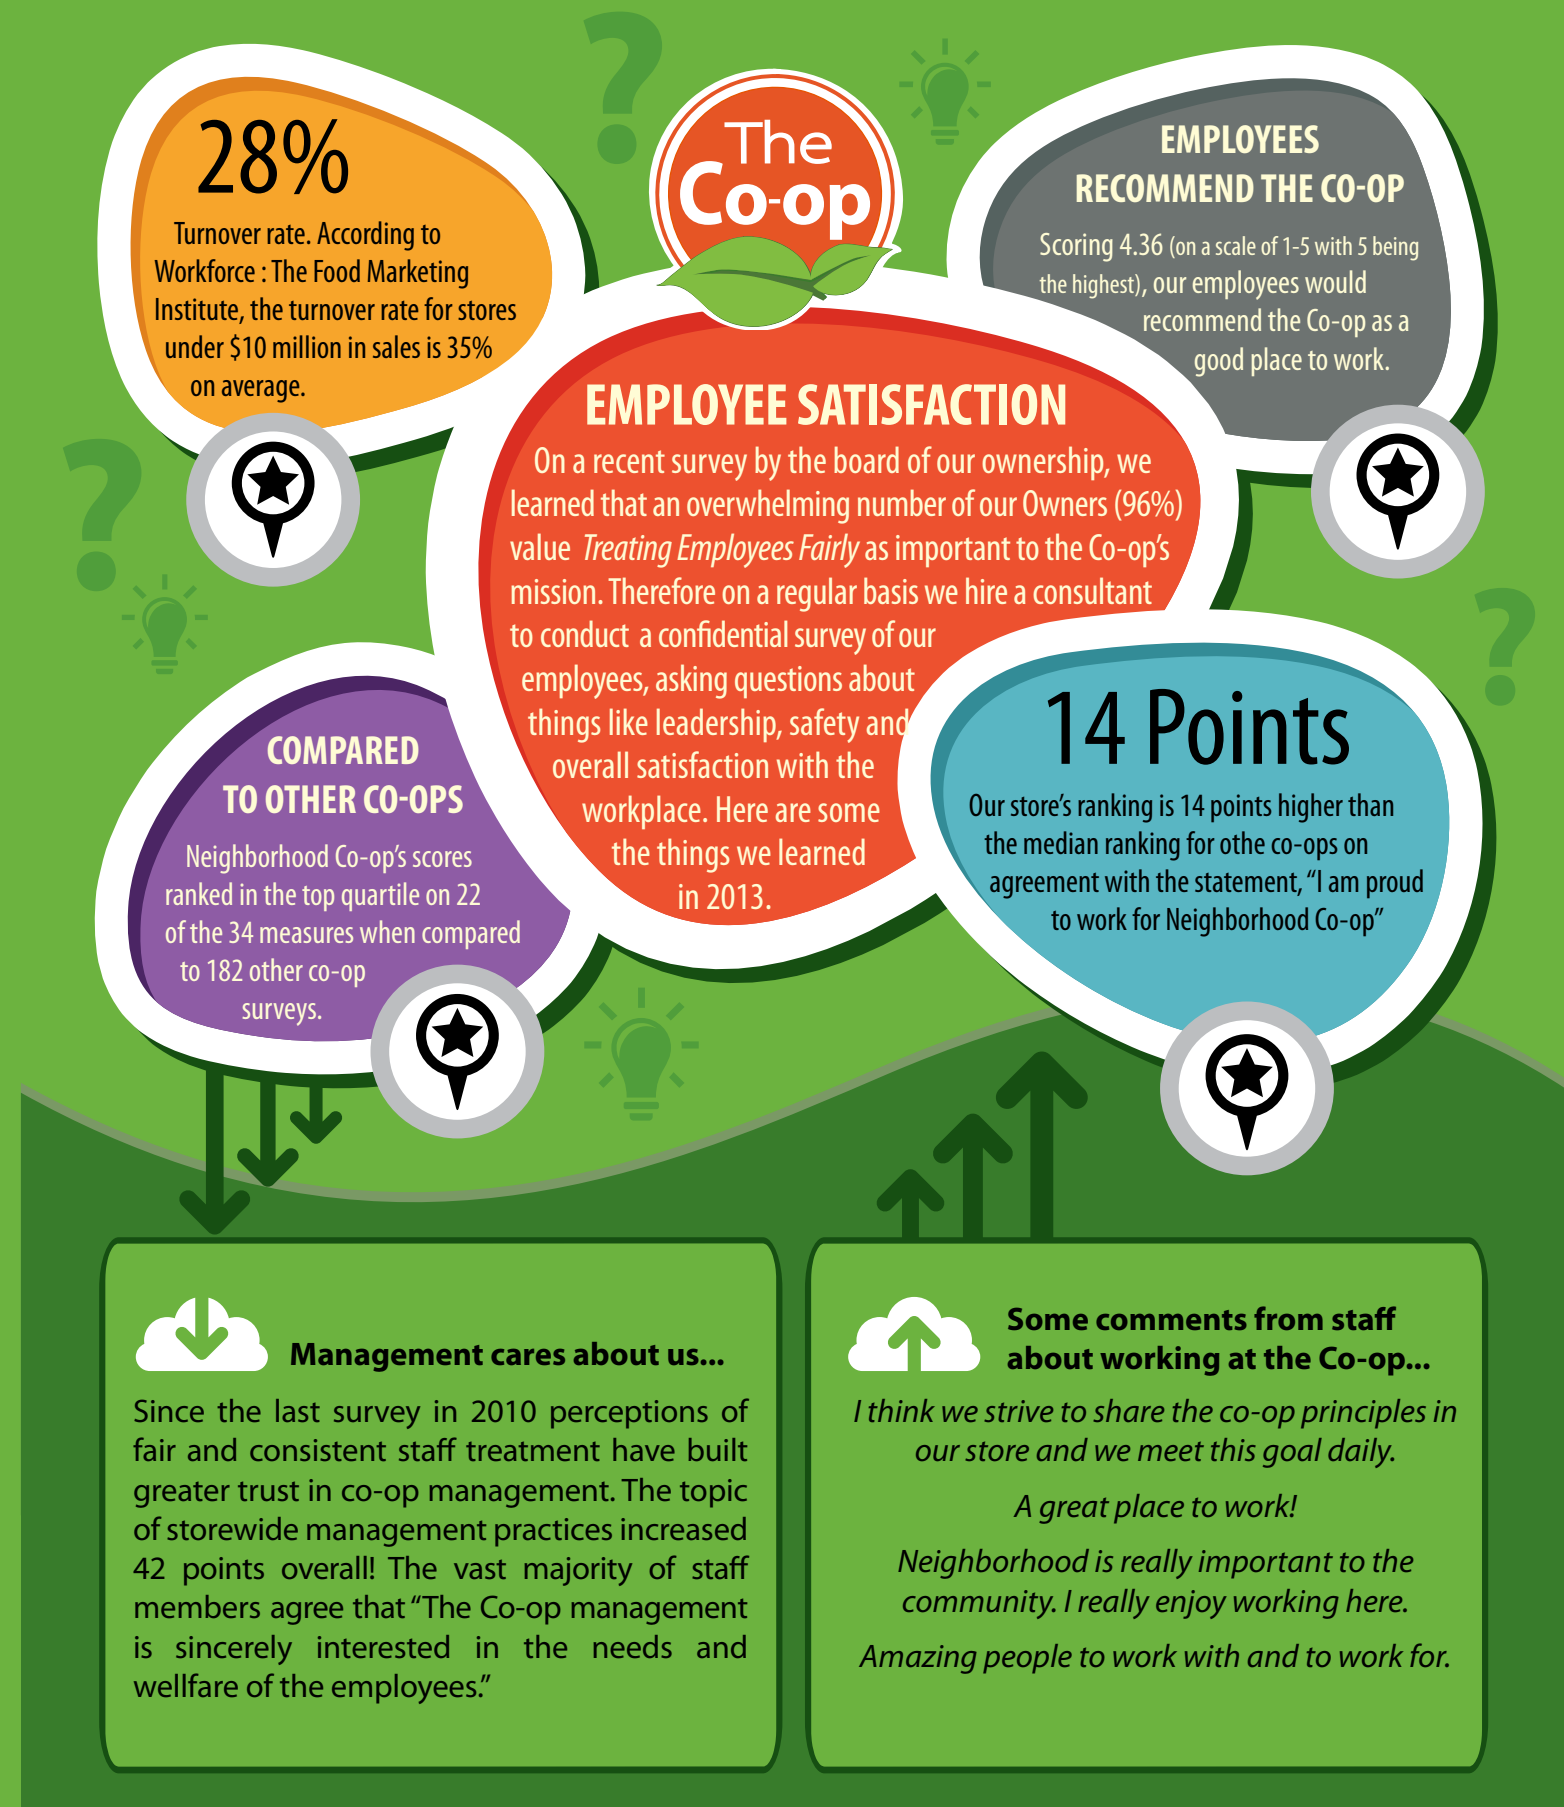 28%
Turnover rate. According to
Workforce : The Food Marketing
Institute, the turnover rate for stores
under $10 million in sales is 35%
on average.
The
Co-op
EMPLOYEES
RECOMMEND THE CO-OP
Scoring 4.36 (on a scale of 1-5 with 5 being
the highest), our employees would
recommend the Co-op as a
good place to work.
EMPLOYEE SATISFACTION
On a recent survey by the board of our ownership, we
learned that an overwhelming number of our Owners (96%)
value Treating Employees Fairly as important to the Co-op's
mission. Therefore on a regular basis we hire a consultant
to conduct a confidential survey of our
employees, asking questions about
things like leadership, safety and
overall satisfaction with the
workplace. Here are some
the things we learned
in 2013.
COMPARED
TO OTHER CO-OPS
Neighborhood Co-op's scores
ranked in the top quartile on 22
of the 34 measures when compared
to 182 other co-op
surveys.
14 Points
Our store's ranking is 14 points higher than
the median ranking for othe co-ops on
agreement with the statement, "I am proud
to work for Neighborhood Co-op"
Management cares about us...
Since the last survey in 2010 perceptions of
fair and consistent staff treatment have built
greater trust in co-op management. The topic
of storewide management practices increased
42 points overall! The vast majority of staff
members agree that "The Co-op management
is sincerely interested in the needs and
wellfare of the employees."
Some comments from staff
about working at the Co-op...
I think we strive to share the co-op principles in
our store and we meet this goal daily.
A great place to work!
Neighborhood is really important to the
community. I really enjoy working here.
Amazing people to work with and to work for.